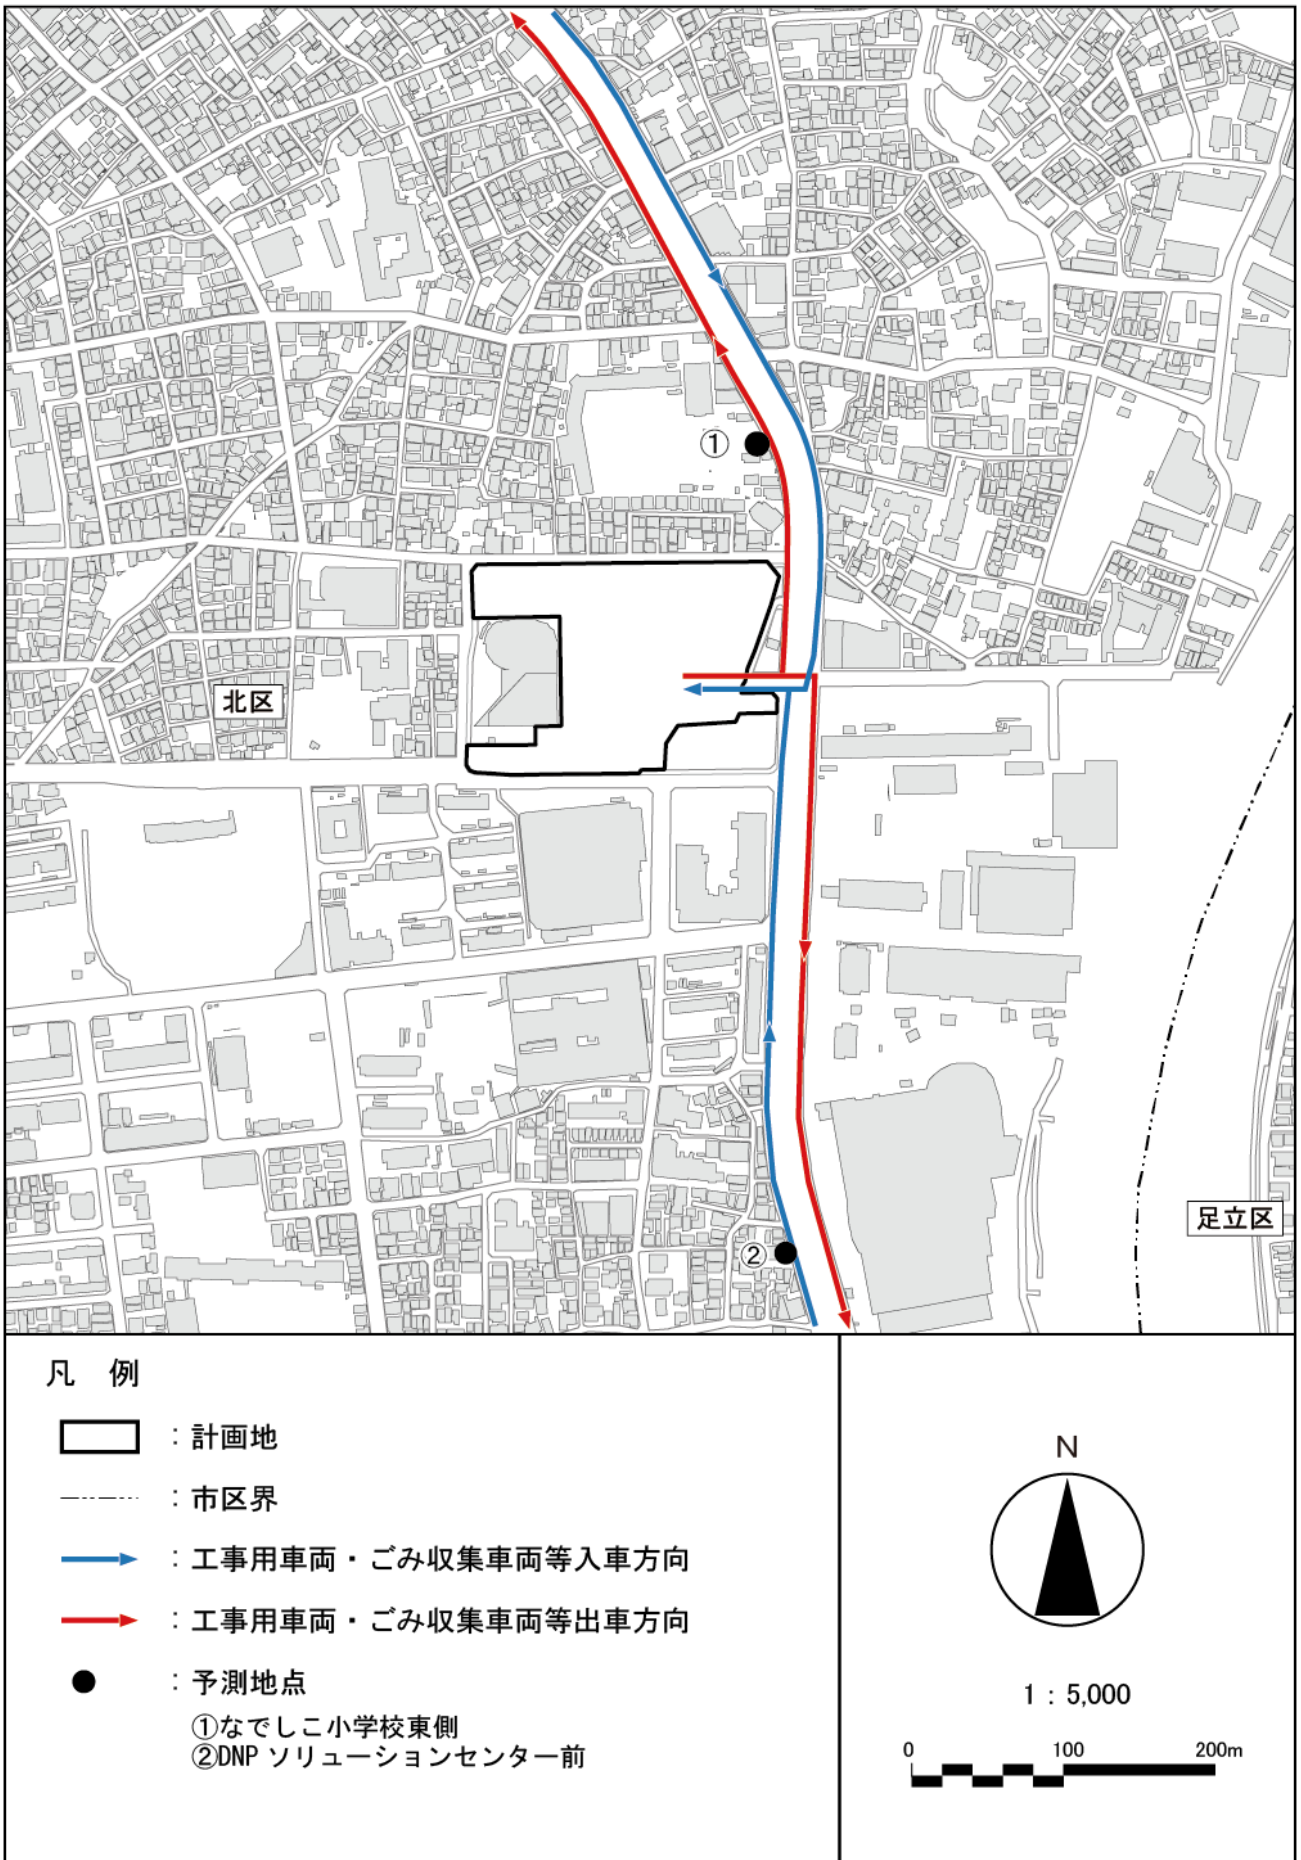 ①
北区
足立区
②
凡　例
：計画地
：市区界
：工事用車両・ごみ収集車両等入車方向
：工事用車両・ごみ収集車両等出車方向
：予測地点
①なでしこ小学校東側
②DNP ソリューションセンター前
N
1：5,000
0 100 200m